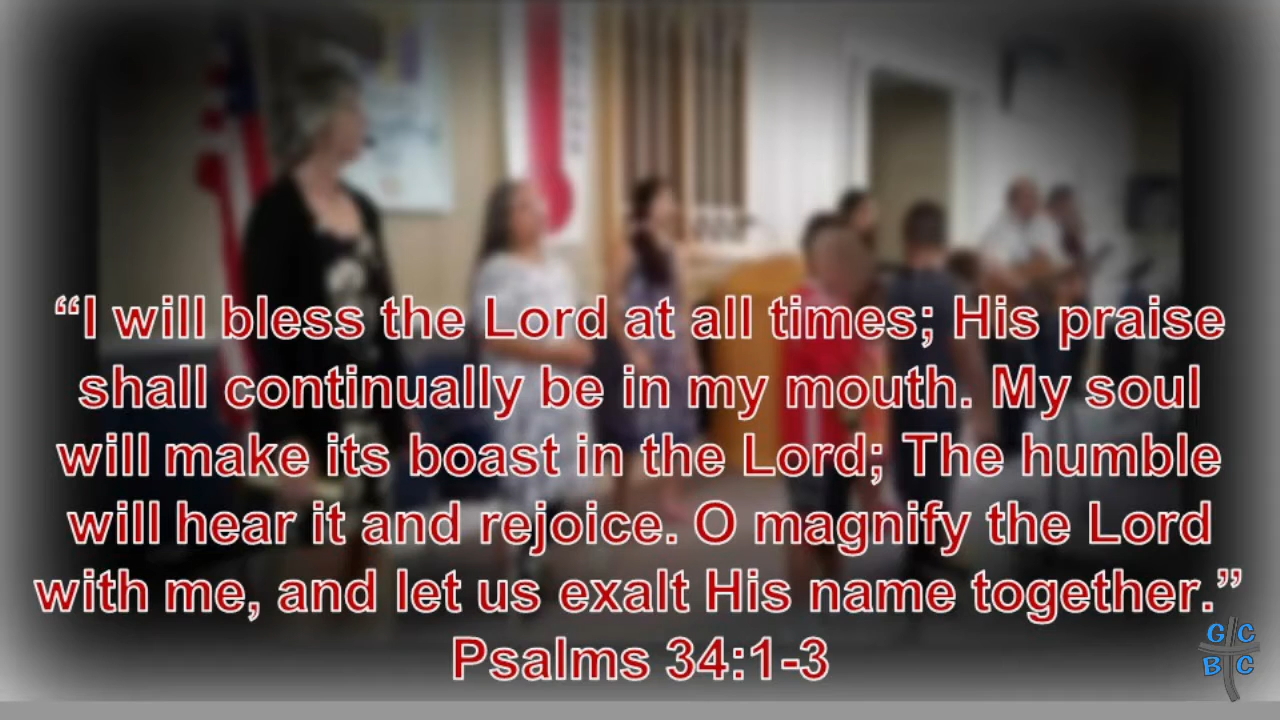 “I will bless the Lord at all times; His praise
shall continually be in my mouth. My soul
will make its boast in the Lord; The humble
will hear it and rejoice. O magnify the Lord
with me, and let us exalt His name together.”
Psalms 34:1-3
G C
B C